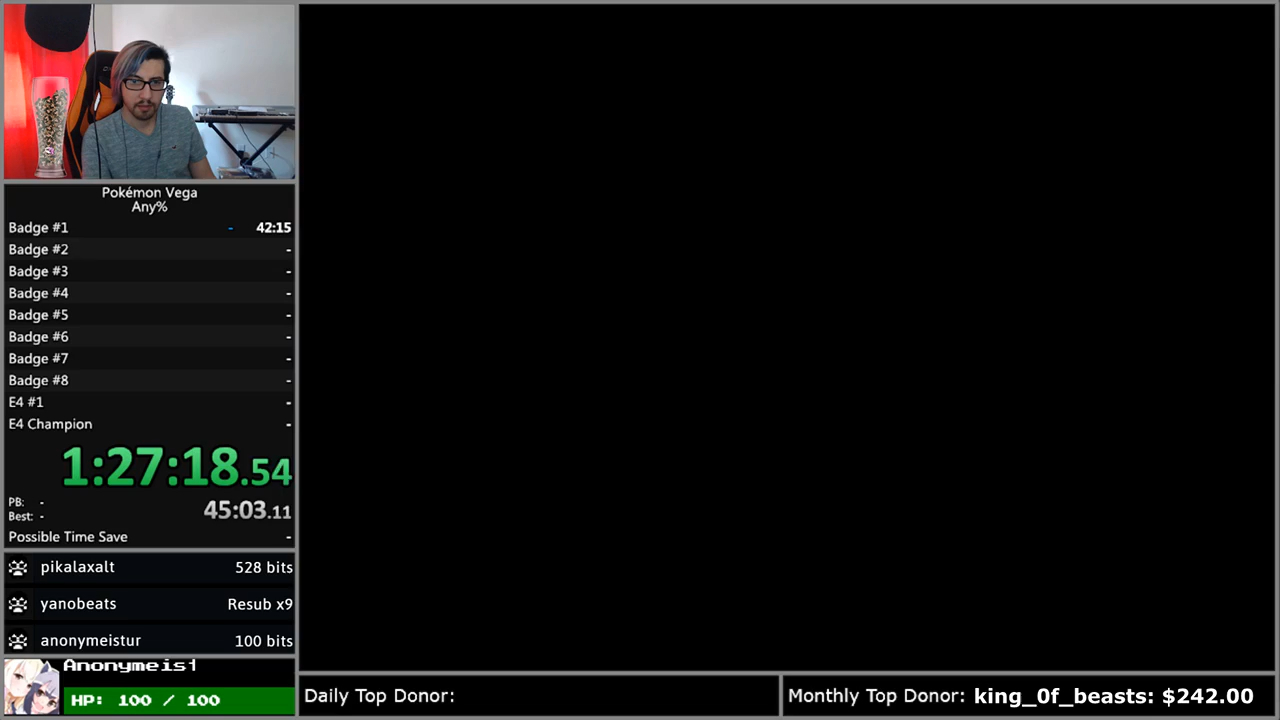 Pokémon Vega
Any%
Badge #1 - 42:15
Badge #2 -
Badge #3 -
Badge #4 -
Badge #5 -
Badge #6 -
Badge #7 -
Badge #8 -
E4 #1 -
E4 Champion -
1:27:18.54
PB: -
Best: -
45:03.11
Possible Time Save -
pikalaxalt 528 bits
yanobeats Resub x9
anonymeistur 100 bits
Anonymeist
HP: 100 / 100
Daily Top Donor:
Monthly Top Donor: king_0f_beasts: $242.00